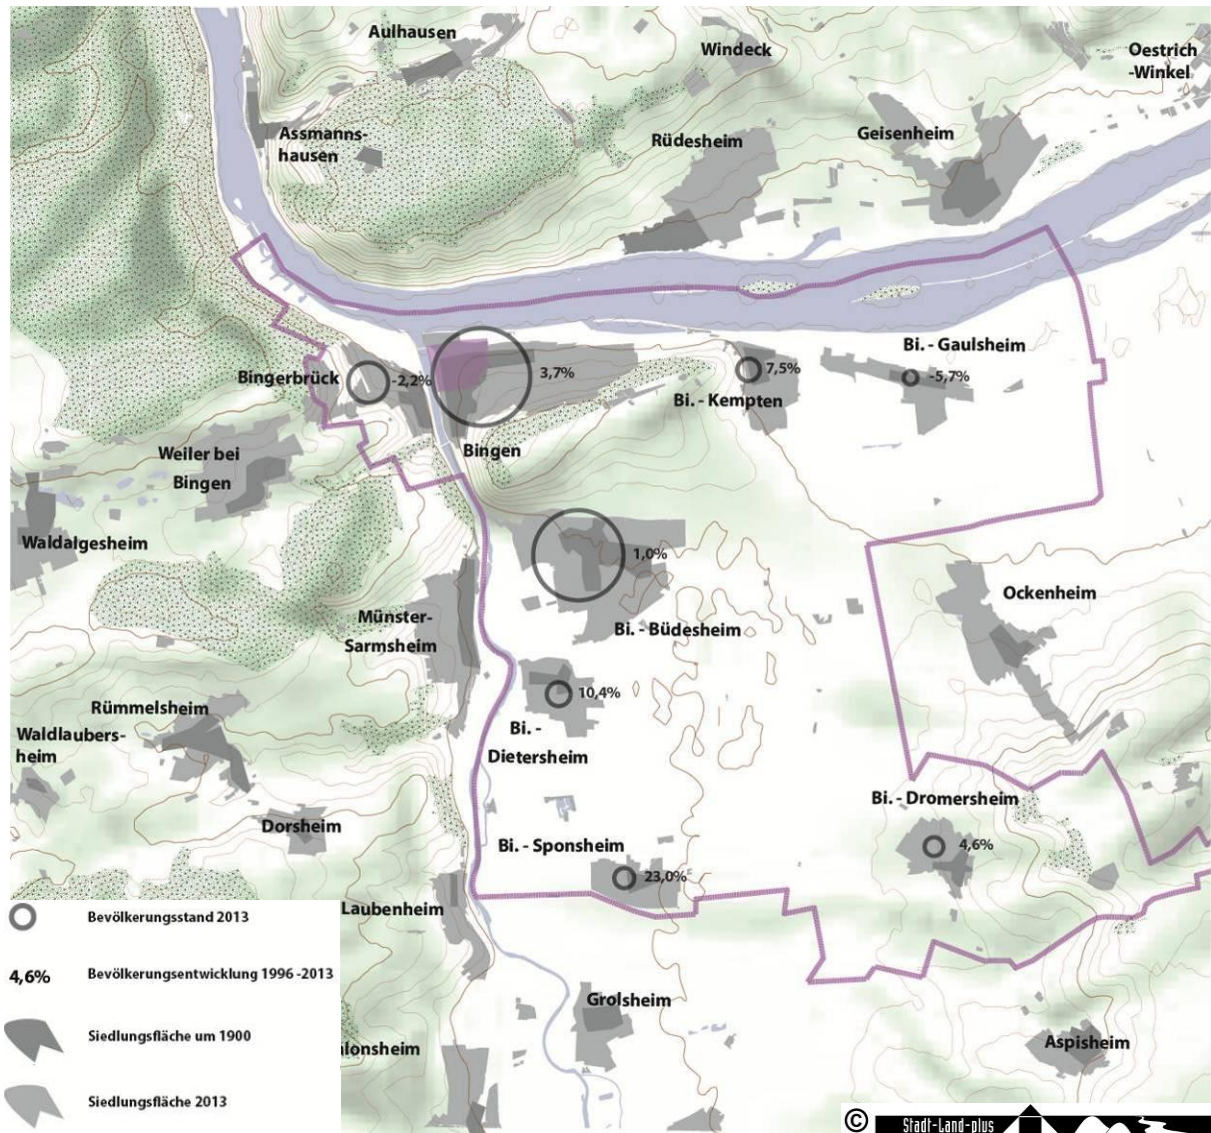 Aulhausen
Windeck
Oestrich
-Winkel
Assmanns-
hausen
Rüdesheim
Geisenheim
Bi. - Gaulsheim
Bingerbrück
-2,2%
3,7%
7,5%
-5,7%
Bi. - Kempten
Bingen
Weiler bei
Bingen
Waldalgesheim
1,0%
Ockenheim
Münster-
Sarmsheim
Bi. - Büdesheim
10,4%
Rümmelsheim
Waldlaubers-
heim
Bi. -
Dietersheim
Bi. - Dromersheim
Dorsheim
Bi. - Sponsheim
4,6%
23,0%
Laubenheim
Bevölkerungsstand 2013
4,6%
Bevölkerungsentwicklung 1996 -2013
Grolsheim
Siedlungsfläche um 1900
alonsheim
Aspisheim
Siedlungsfläche 2013
© Stadt-Land-plus